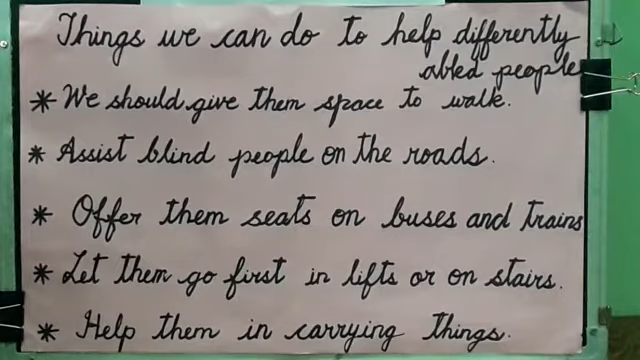 Things we can do to help differently
abled people
* We should give them space to walk.
* Assist blind people on the roads.
* Offer them seats on buses and trains
* Let them go first in lifts or on stairs.
* Help them in carrying things.